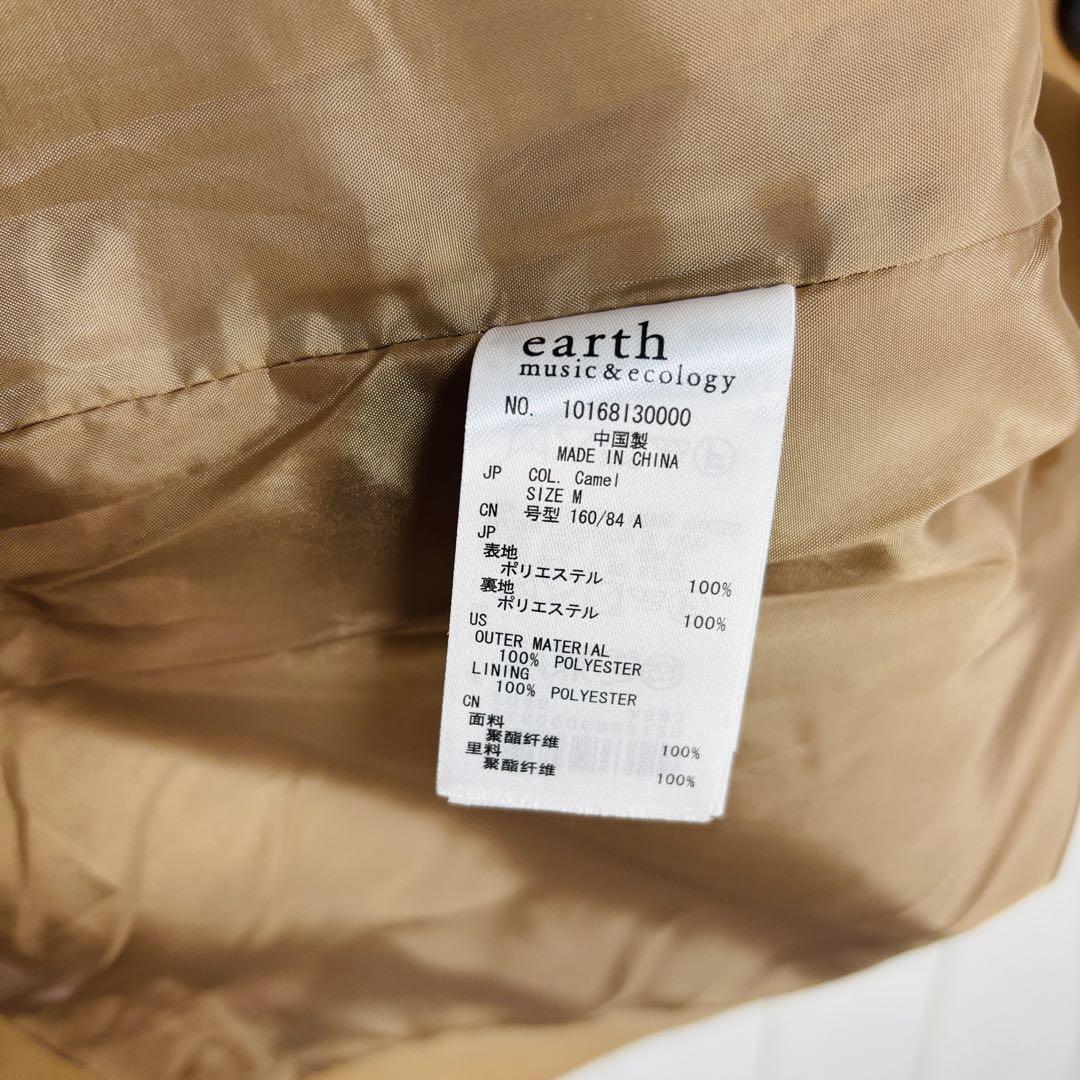 earth
music & ecology
NO. 10168I30000
中国製
MADE IN CHINA
JP COL. Camel
SIZE M
CN 号型 160/84 A
JP
表地
ポリエステル 100%
裏地
ポリエステル 100%
US
OUTER MATERIAL
100% POLYESTER
LINING
100% POLYESTER
CN
面料
聚酯纤维 100%
里料
聚酯纤维 100%